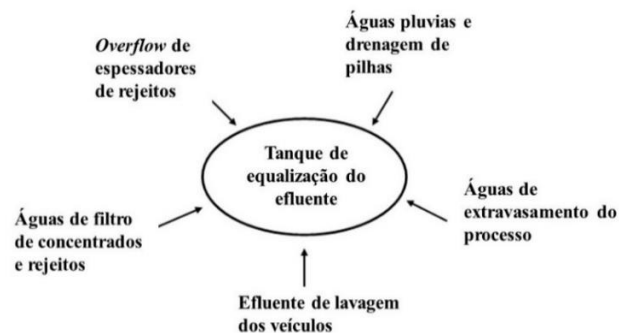 Overflow de
espessadores
de rejeitos
Águas pluvias e
drenagem de
pilhas
Tanque de
equalização do
efluente
Águas de filtro
de concentrados
e rejeitos
Águas de
extravasamento do
processo
Efluente de lavagem
dos veículos